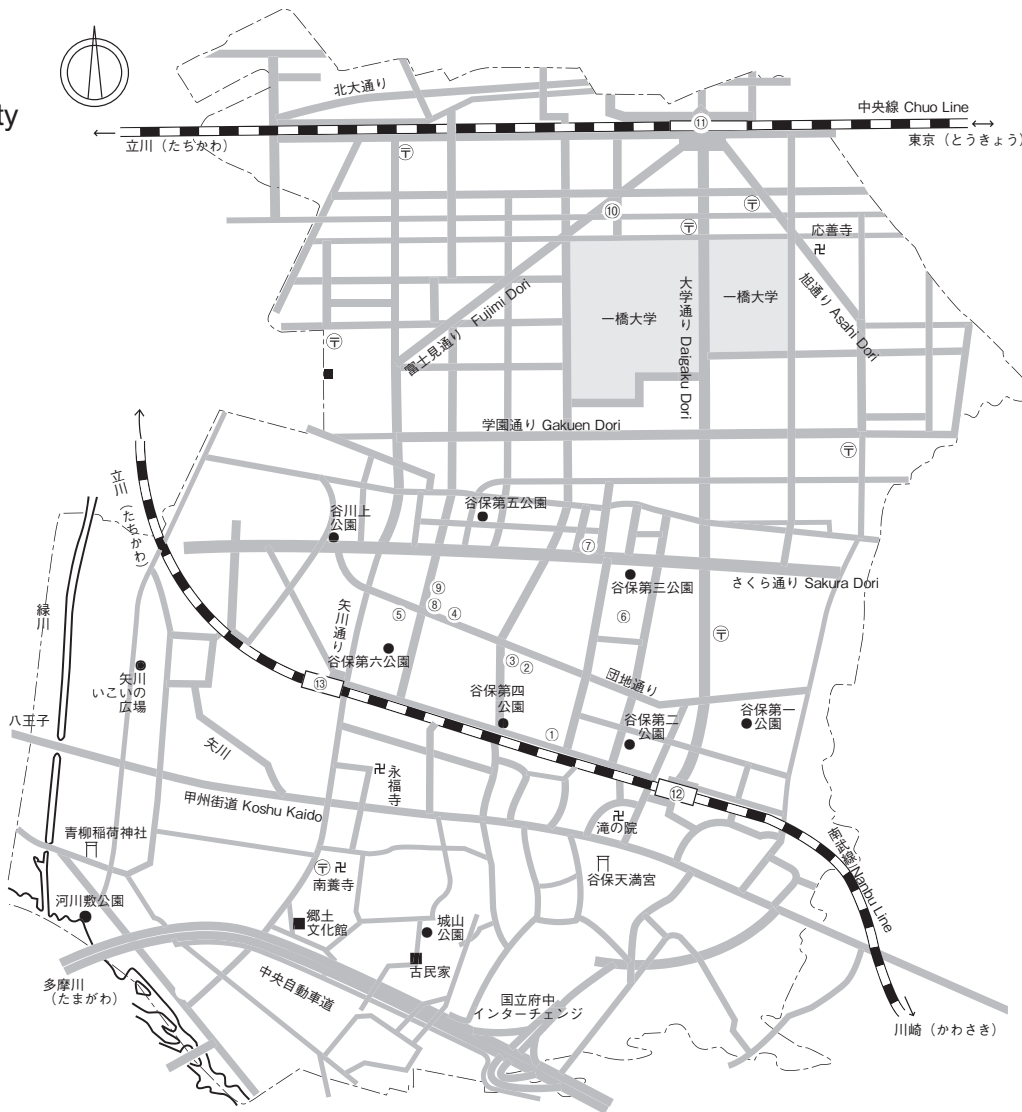 ty
北大通り
中央線 Chuo Line
⑪
立川（たちかわ）
東京（とうきょう）
〒
〒
⑩
〒
応善寺
卍
大学通り Daigaku Dori
一橋大学
一橋大学
旭通り Asahi Dori
富士見通り Fujimi Dori
〒
学園通り Gakuen Dori
〒
立川（たちかわ）
谷川上
公園
谷保第五公園
⑦
さくら通り Sakura Dori
谷保第三公園
⑨
⑧
④
⑤
⑥
矢川通り
緑川
〒
谷保第六公園
③
②
団地通り
⑬
矢川
いこいの
広場
谷保第四
公園
谷保第二
公園
谷保第一
公園
①
八王子
矢川
⑫
卍
永福寺
甲州街道 Koshu Kaido
卍
滝の院
南武線 Nanbu Line
青柳稲荷神社
谷保天満宮
〒
卍
南養寺
河川敷公園
郷土
文化館
城山
公園
古民家
多摩川
（たまがわ）
中央自動車道
国立府中
インターチェンジ
川崎（かわさき）